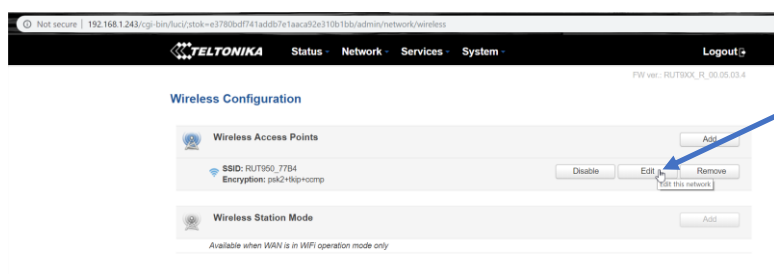 Not secure | 192.168.1.243/cgi-bin/luci/;stok=e3780bdf741addb7e1aaca92e310b1bb/admin/network/wireless
TELTONIKA Status Network Services System Logout
FW ver.: RUT9XX_R_00.05.03.4
Wireless Configuration
Wireless Access Points Add
SSID: RUT950_77B4 Disable Edit Remove
Encryption: psk2+tkip+ccmp
Edit this network
Wireless Station Mode Add
Available when WAN is in WiFi operation mode only